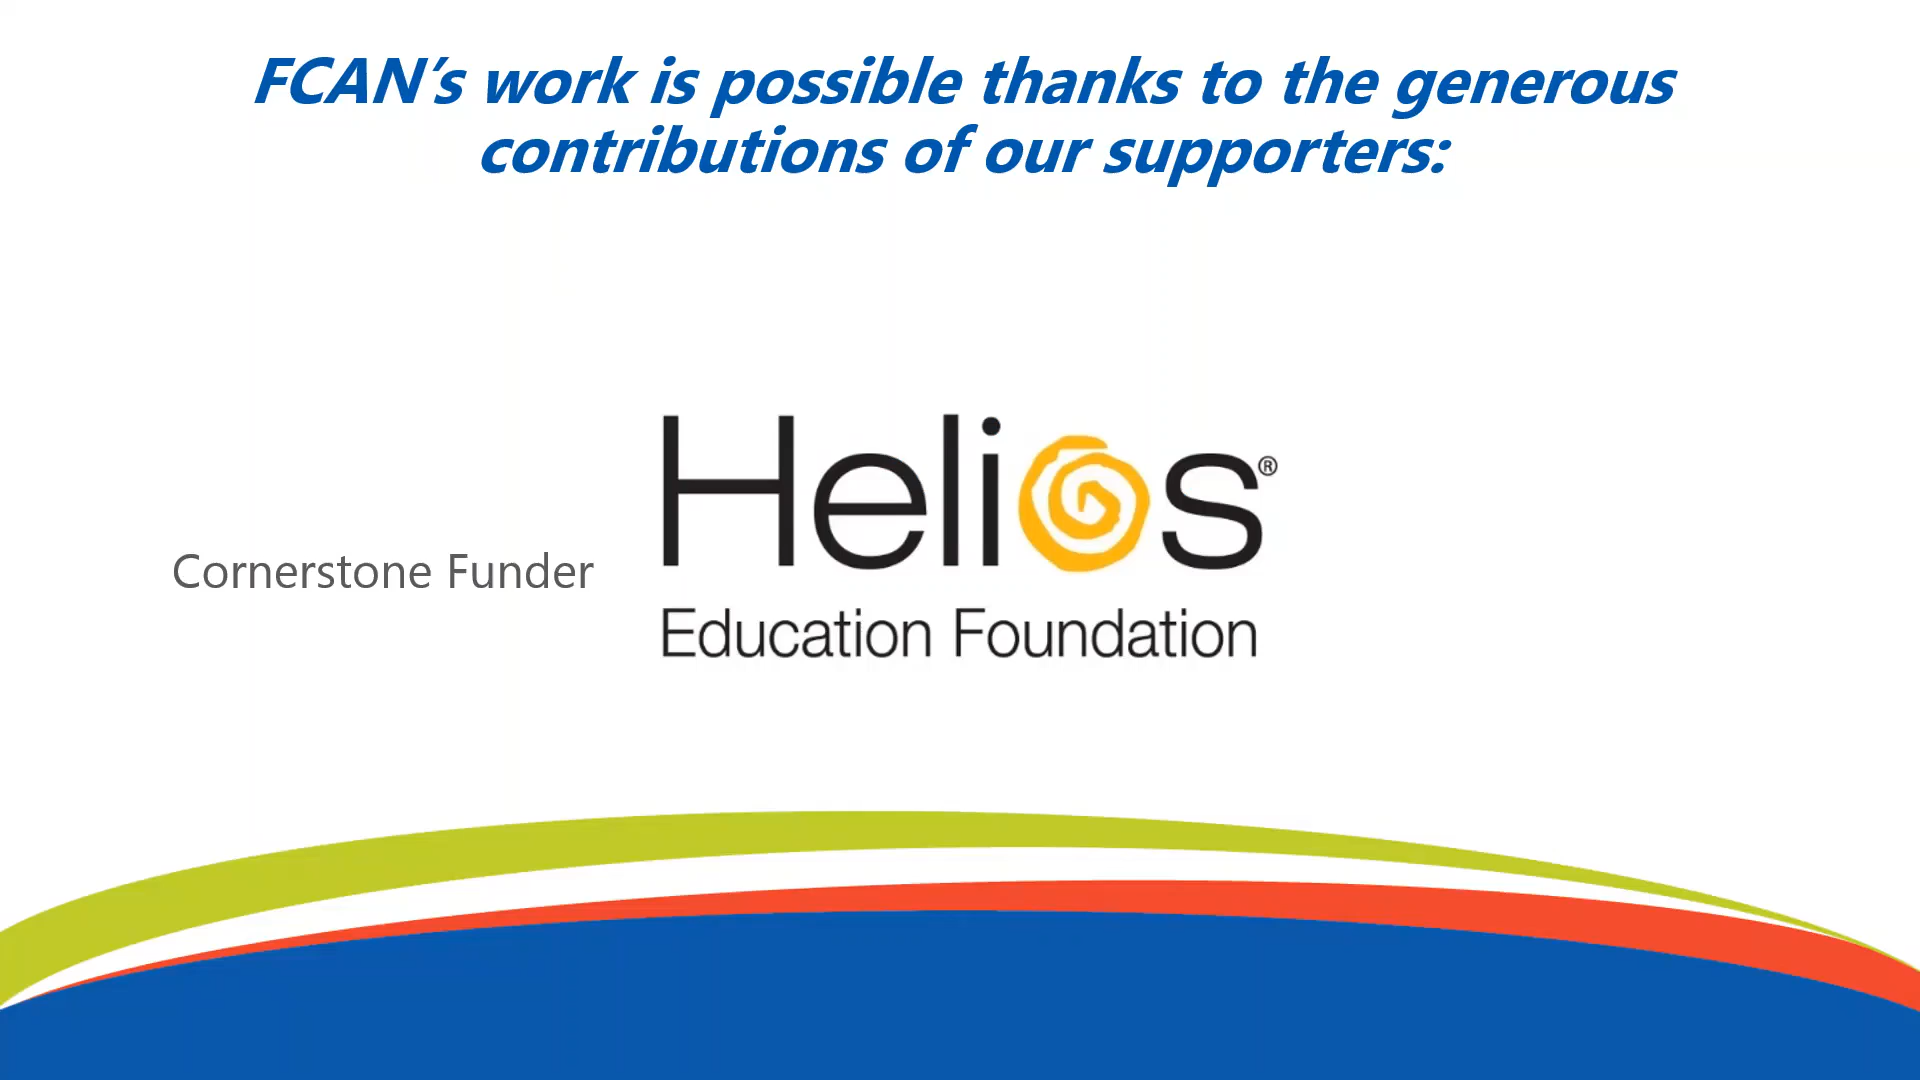 FCAN’s work is possible thanks to the generous
contributions of our supporters:
Helios®
Cornerstone Funder
Education Foundation